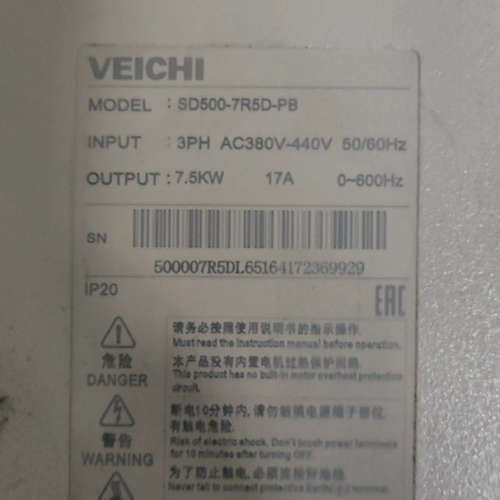 VEICHI
MODEL : SD500-7R5D-PB
INPUT : 3PH AC380V-440V 50/60Hz
OUTPUT : 7.5KW 17A 0~600Hz
SN
500007R5DL65164172369929
IP20
EAC
请务必按照使用说明书的指示操作.
Must read the instruction manual before operation.
危险
DANGER
本产品没有内置电机过热保护回路.
This product has no built-in motor overheat protection
circuit.
断电10分钟内,请勿触摸电源端子部位,
有触电危险.
警告
WARNING
Risk of electric shock. Don't touch power terminals
for 10 minutes after turning OFF.
为了防止触电,必须连接好地线.
Never fail to connect protective